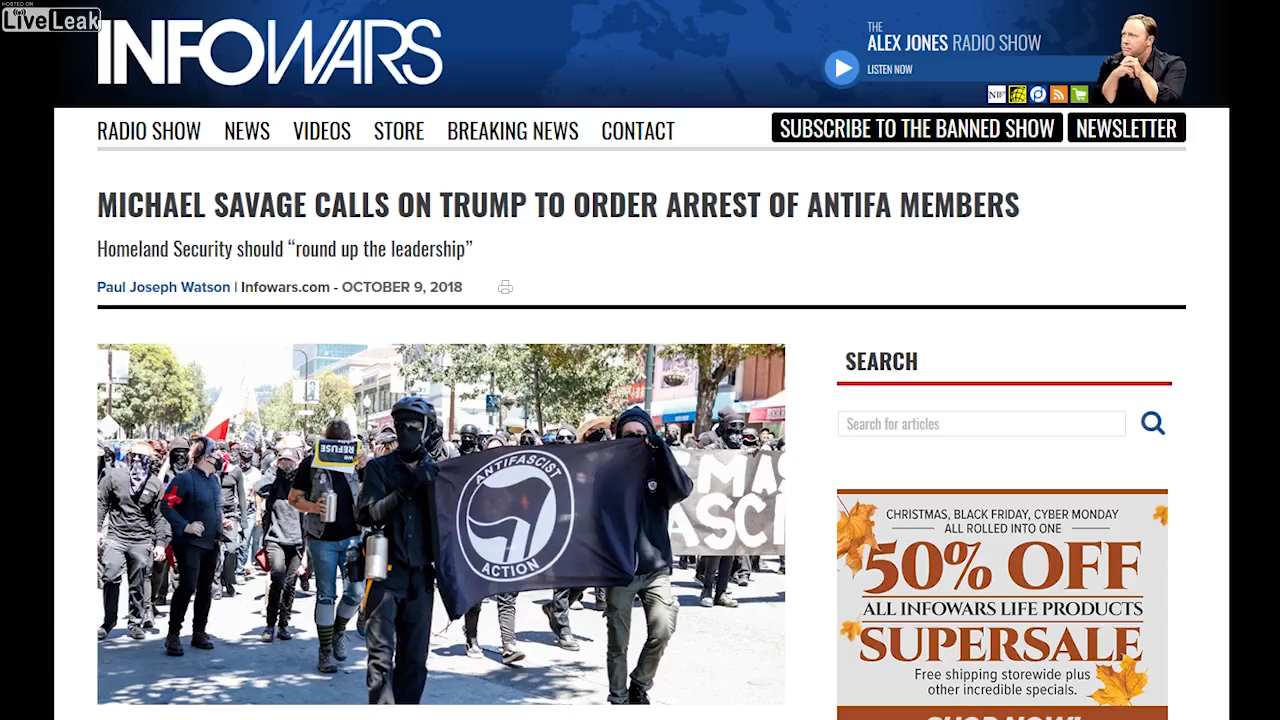 HOSTED ON
LiveLeak
INFOWARS
THE
ALEX JONES RADIO SHOW
LISTEN NOW
RADIO SHOW NEWS VIDEOS STORE BREAKING NEWS CONTACT
SUBSCRIBE TO THE BANNED SHOW NEWSLETTER
MICHAEL SAVAGE CALLS ON TRUMP TO ORDER ARREST OF ANTIFA MEMBERS
Homeland Security should “round up the leadership”
Paul Joseph Watson | Infowars.com - OCTOBER 9, 2018
REFUSE
ANTIFASCIST
ACTION
SEARCH
Search for articles
CHRISTMAS, BLACK FRIDAY, CYBER MONDAY
ALL ROLLED INTO ONE
50% OFF
ALL INFOWARS LIFE PRODUCTS
SUPERSALE
Free shipping storewide plus
other incredible specials.
SHOP NOW!